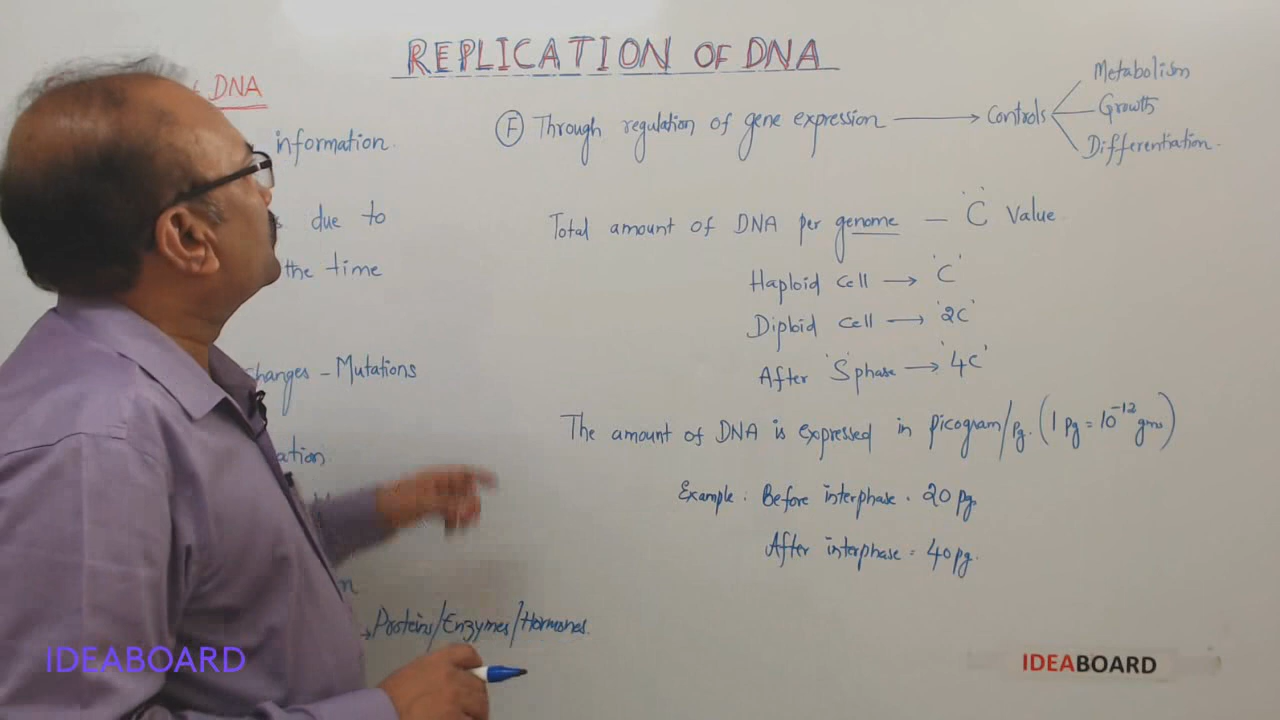 REPLICATION OF DNA
DNA
information.
due to
the time
changes - Mutations
Proteins/Enzymes/Hormones.
(F) Through regulation of gene expression → Controls
Metabolism
Growth
Differentiation.
Total amount of DNA per genome - 'C' Value
Haploid cell → 'C'
Diploid cell → '2C'
After 'S' phase → '4C'
The amount of DNA is expressed in picogram/pg. (1 pg = 10⁻¹² gms)
Example: Before interphase = 20 pg.
After interphase = 40 pg.
IDEABOARD
IDEABOARD